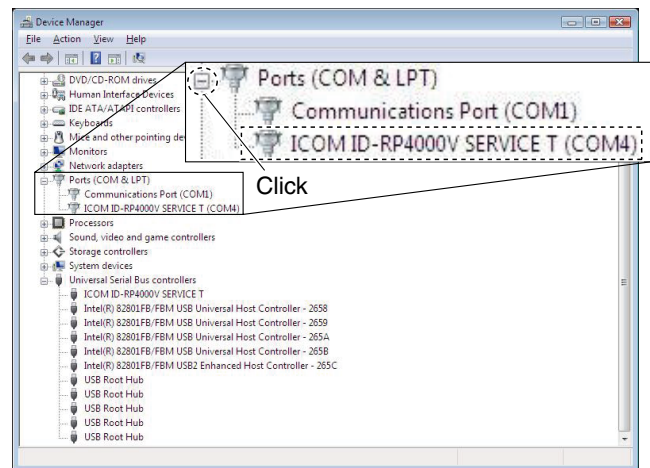 Device Manager
File Action View Help
DVD/CD-ROM drives
Human Interface Devices
IDE ATA/ATAPI controllers
Keyboards
Mice and other pointing de
Monitors
Network adapters
Ports (COM & LPT)
Communications Port (COM1)
ICOM ID-RP4000V SERVICE T (COM4)
Processors
Sound, video and game controllers
Storage controllers
System devices
Universal Serial Bus controllers
ICOM ID-RP4000V SERVICE T
Intel(R) 82801FB/FBM USB Universal Host Controller - 2658
Intel(R) 82801FB/FBM USB Universal Host Controller - 2659
Intel(R) 82801FB/FBM USB Universal Host Controller - 265A
Intel(R) 82801FB/FBM USB Universal Host Controller - 265B
Intel(R) 82801FB/FBM USB2 Enhanced Host Controller - 265C
USB Root Hub
USB Root Hub
USB Root Hub
USB Root Hub
USB Root Hub
Ports (COM & LPT)
Communications Port (COM1)
ICOM ID-RP4000V SERVICE T (COM4)
Click